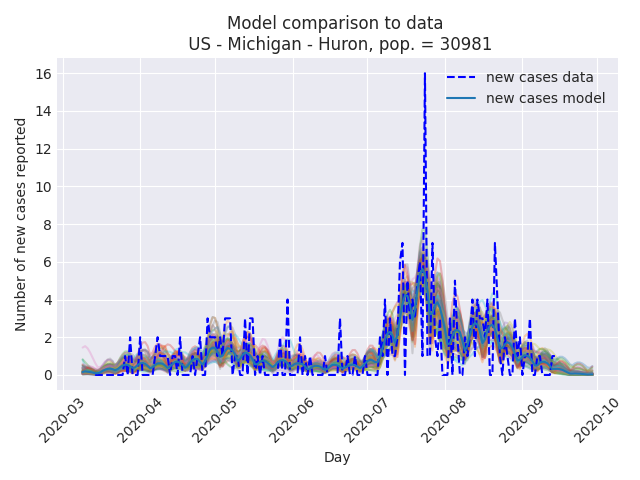 Model comparison to data
US - Michigan - Huron, pop. = 30981
new cases data
new cases model
Number of new cases reported
16
14
12
10
8
6
4
2
0
2020-03
2020-04
2020-05
2020-06
2020-07
2020-08
2020-09
2020-10
Day